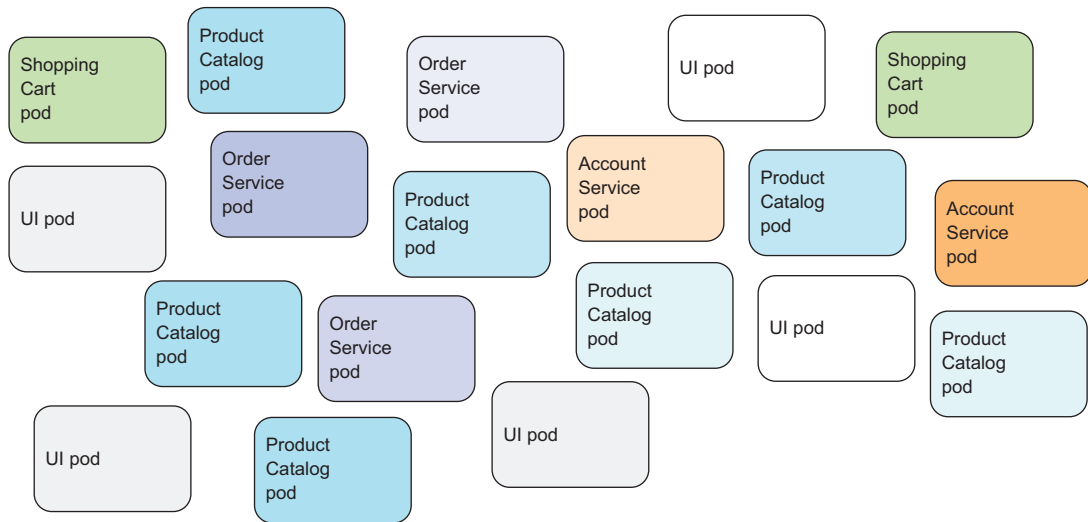 Shopping
Cart
pod
Product
Catalog
pod
Order
Service
pod
UI pod
Shopping
Cart
pod
UI pod
Order
Service
pod
Product
Catalog
pod
Account
Service
pod
Product
Catalog
pod
Account
Service
pod
Product
Catalog
pod
Order
Service
pod
Product
Catalog
pod
UI pod
Product
Catalog
pod
UI pod
Product
Catalog
pod
UI pod